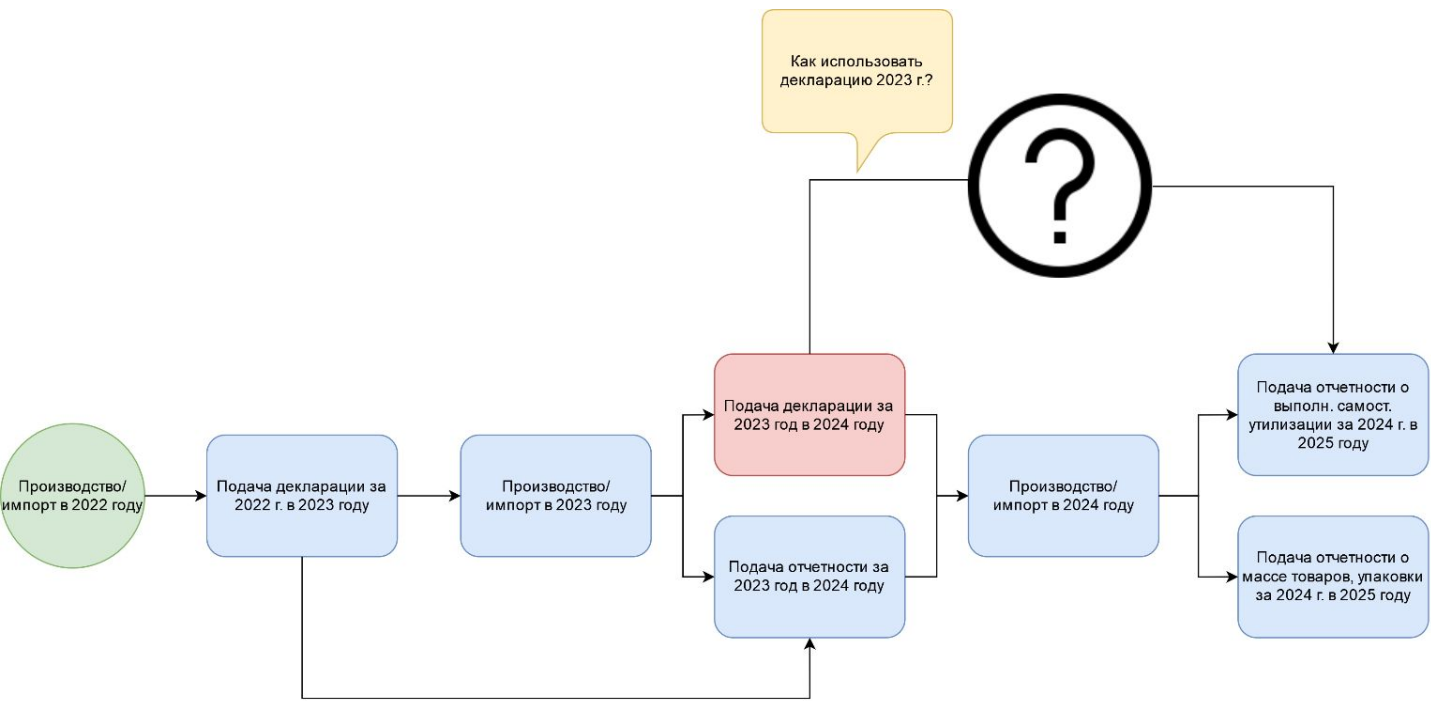 Как использовать
декларацию 2023 г.?
?
Производство/
импорт в 2022 году
Подача декларации за
2022 г. в 2023 году
Производство/
импорт в 2023 году
Подача декларации за
2023 год в 2024 году
Подача отчетности за
2023 год в 2024 году
Производство/
импорт в 2024 году
Подача отчетности о
выполн. самост.
утилизации за 2024 г. в
2025 году
Подача отчетности о
массе товаров, упаковки
за 2024 г. в 2025 году